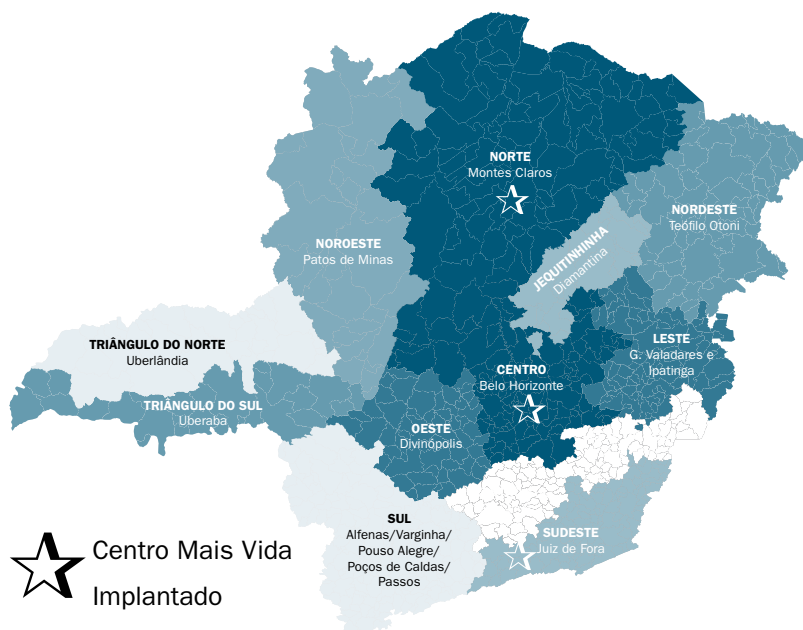 NORTE
Montes Claros
NORDESTE
Teófilo Otoni
NOROESTE
Patos de Minas
JEQUITINHINHA
Diamantina
TRIÂNGULO DO NORTE
Uberlândia
LESTE
G. Valadares e
Ipatinga
CENTRO
Belo Horizonte
TRIÂNGULO DO SUL
Uberaba
OESTE
Divinópolis
SUL
Alfenas/Varginha/
Pouso Alegre/
Poços de Caldas/
Passos
SUDESTE
Juiz de Fora
Centro Mais Vida
Implantado